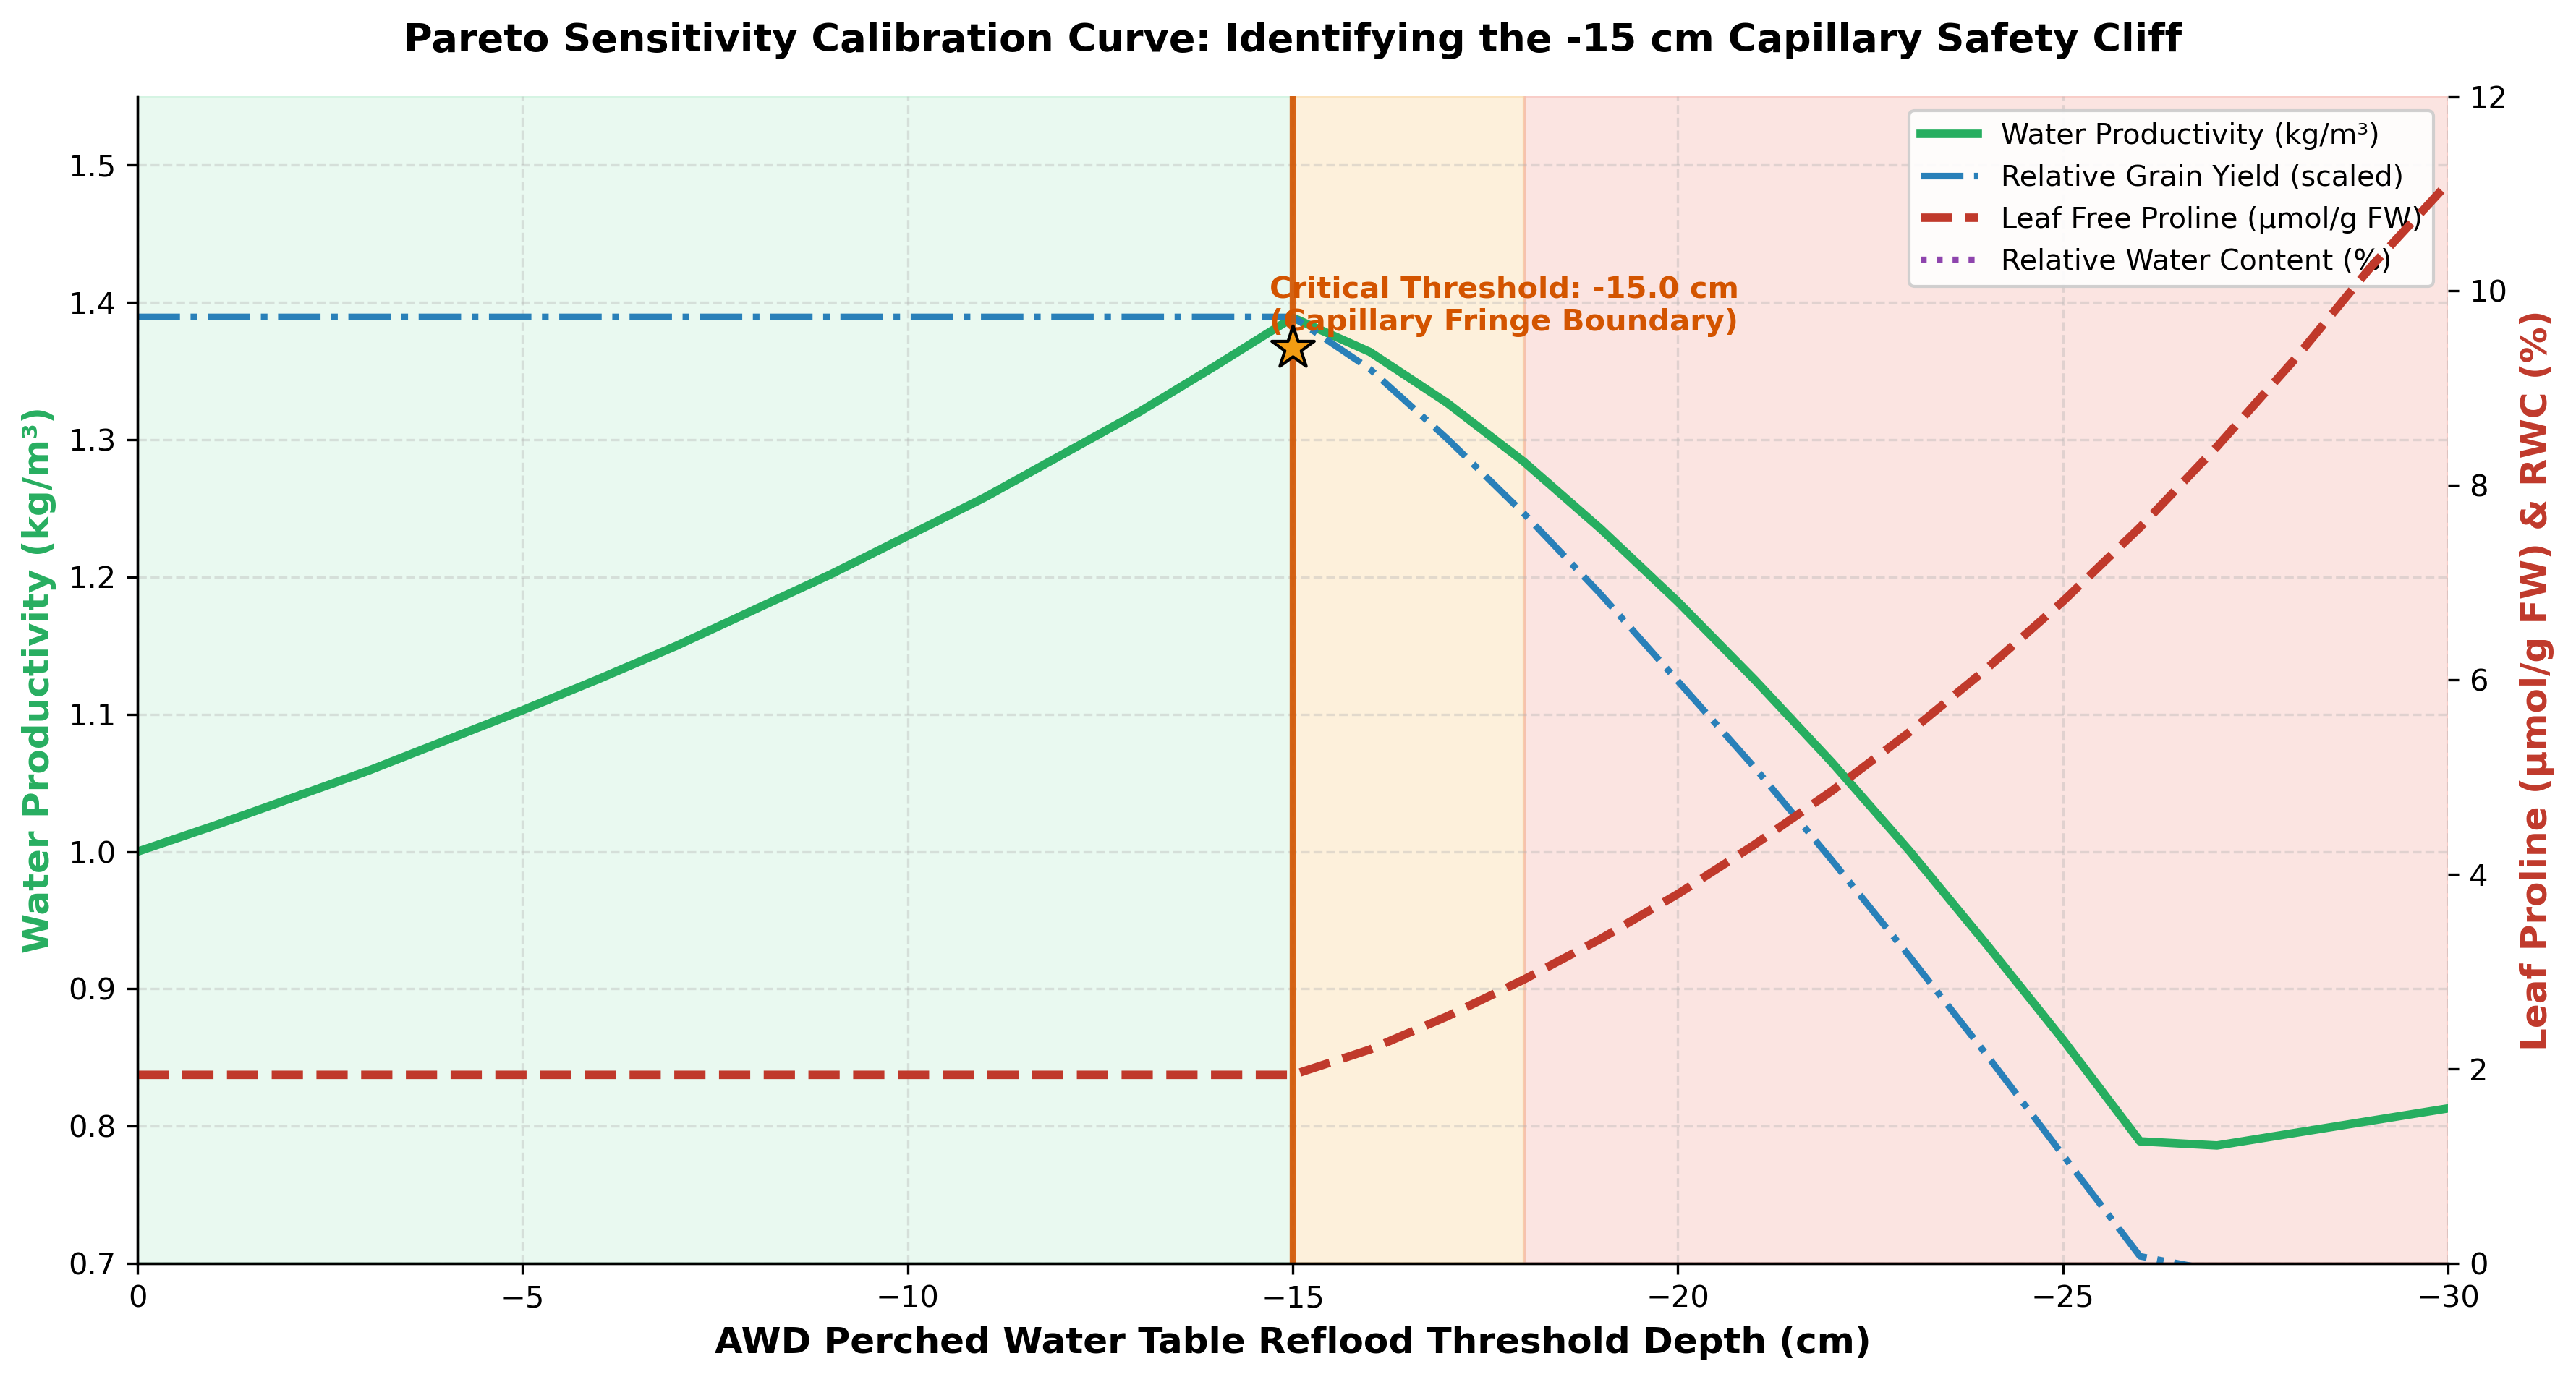 Pareto Sensitivity Calibration Curve: Identifying the -15 cm Capillary Safety Cliff
Water Productivity (kg/m³)
1.5
1.4
1.3
1.2
1.1
1.0
0.9
0.8
0.7
Critical Threshold: -15.0 cm
(Capillary Fringe Boundary)
Water Productivity (kg/m³)
Relative Grain Yield (scaled)
Leaf Free Proline (µmol/g FW)
Relative Water Content (%)
12
10
8
6
4
2
0
Leaf Proline (µmol/g FW) & RWC (%)
0
−5
−10
−15
−20
−25
−30
AWD Perched Water Table Reflood Threshold Depth (cm)